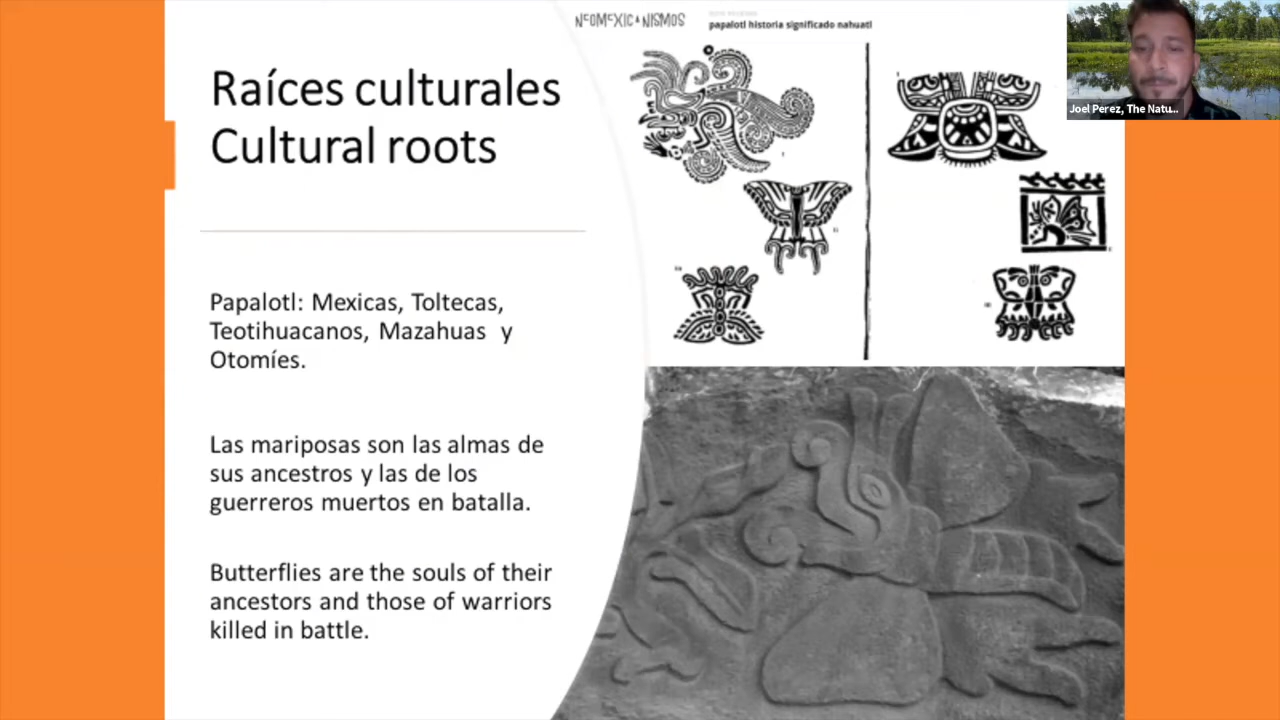 Raíces culturales
Cultural roots
Papalotl: Mexicas, Toltecas,
Teotihuacanos, Mazahuas y
Otomíes.
Las mariposas son las almas de
sus ancestros y las de los
guerreros muertos en batalla.
Butterflies are the souls of their
ancestors and those of warriors
killed in battle.
NEOMEXICANISMOS
papalotl historia significado nahuatl
Joel Perez, The Natu...